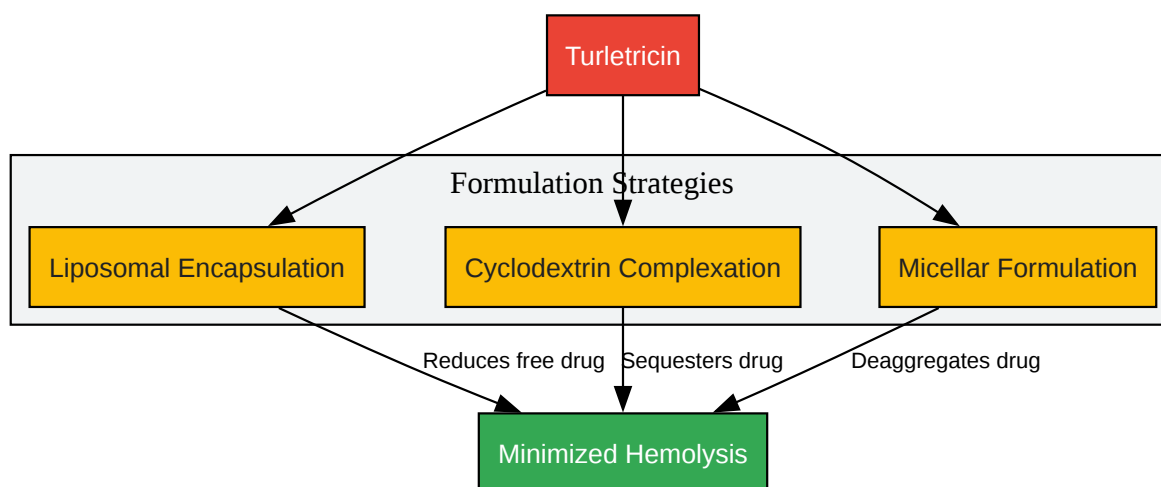 Turletricin
Formulation Strategies
Liposomal Encapsulation
Cyclodextrin Complexation
Micellar Formulation
Reduces free drug
Sequesters drug
Deaggregates drug
Minimized Hemolysis